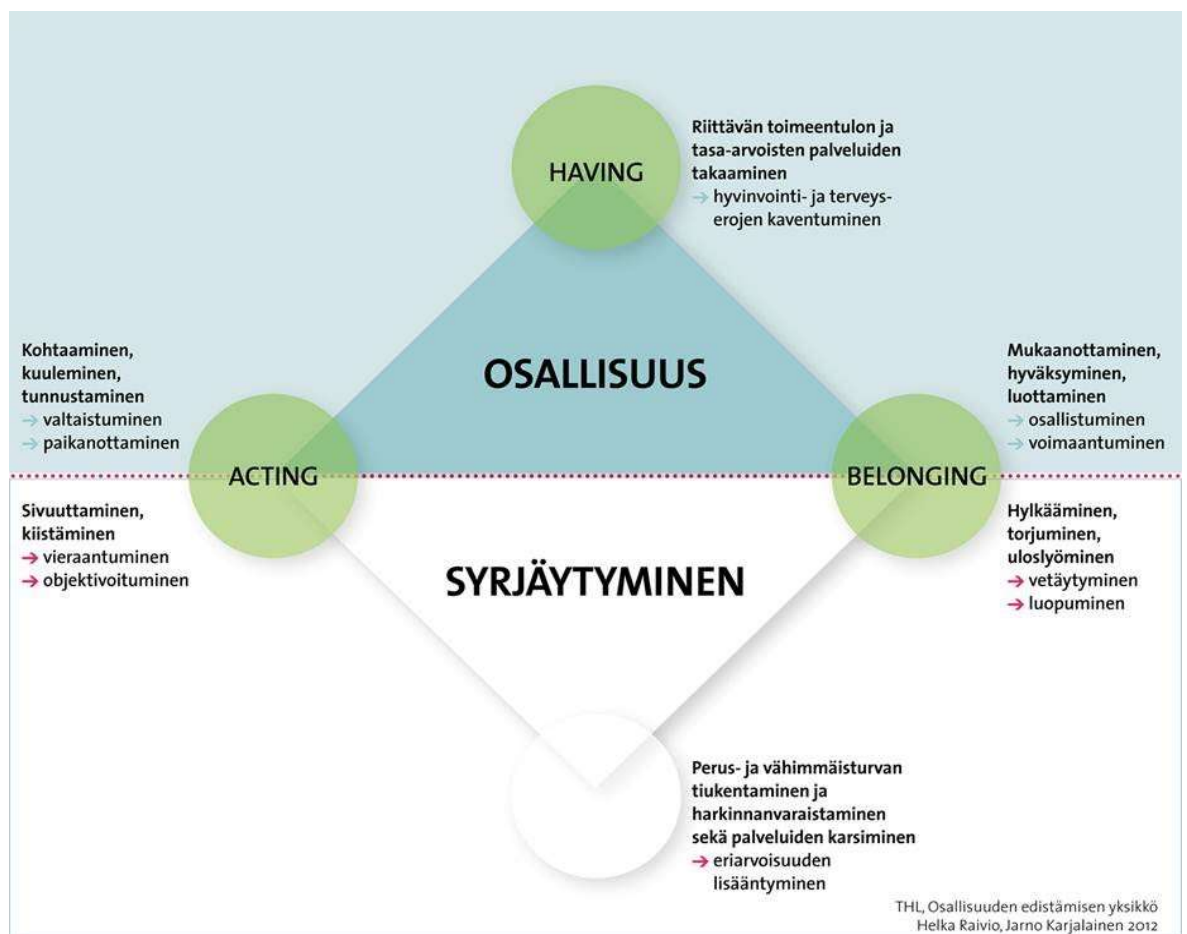 HAVING
Riittävän toimeentulon ja
tasa-arvoisten palveluiden
takaaminen
→ hyvinvointi- ja terveys-
erojen kaventuminen
Kohtaaminen,
kuuleminen,
tunnustaminen
→ valtaistuminen
→ paikanottaminen
OSALLISUUS
Mukaanottaminen,
hyväksyminen,
luottaminen
→ osallistuminen
→ voimaantuminen
ACTING
BELONGING
Sivuuttaminen,
kiistäminen
→ vieraantuminen
→ objektivoituminen
SYRJÄYTYMINEN
Hylkääminen,
torjuminen,
uloslyöminen
→ vetäytyminen
→ luopuminen
Perus- ja vähimmäisturvan
tiukentaminen ja
harkinnanvaraistaminen
sekä palveluiden karsiminen
→ eriarvoisuuden
lisääntyminen
THL, Osallisuuden edistämisen yksikkö
Helka Raivio, Jarno Karjalainen 2012